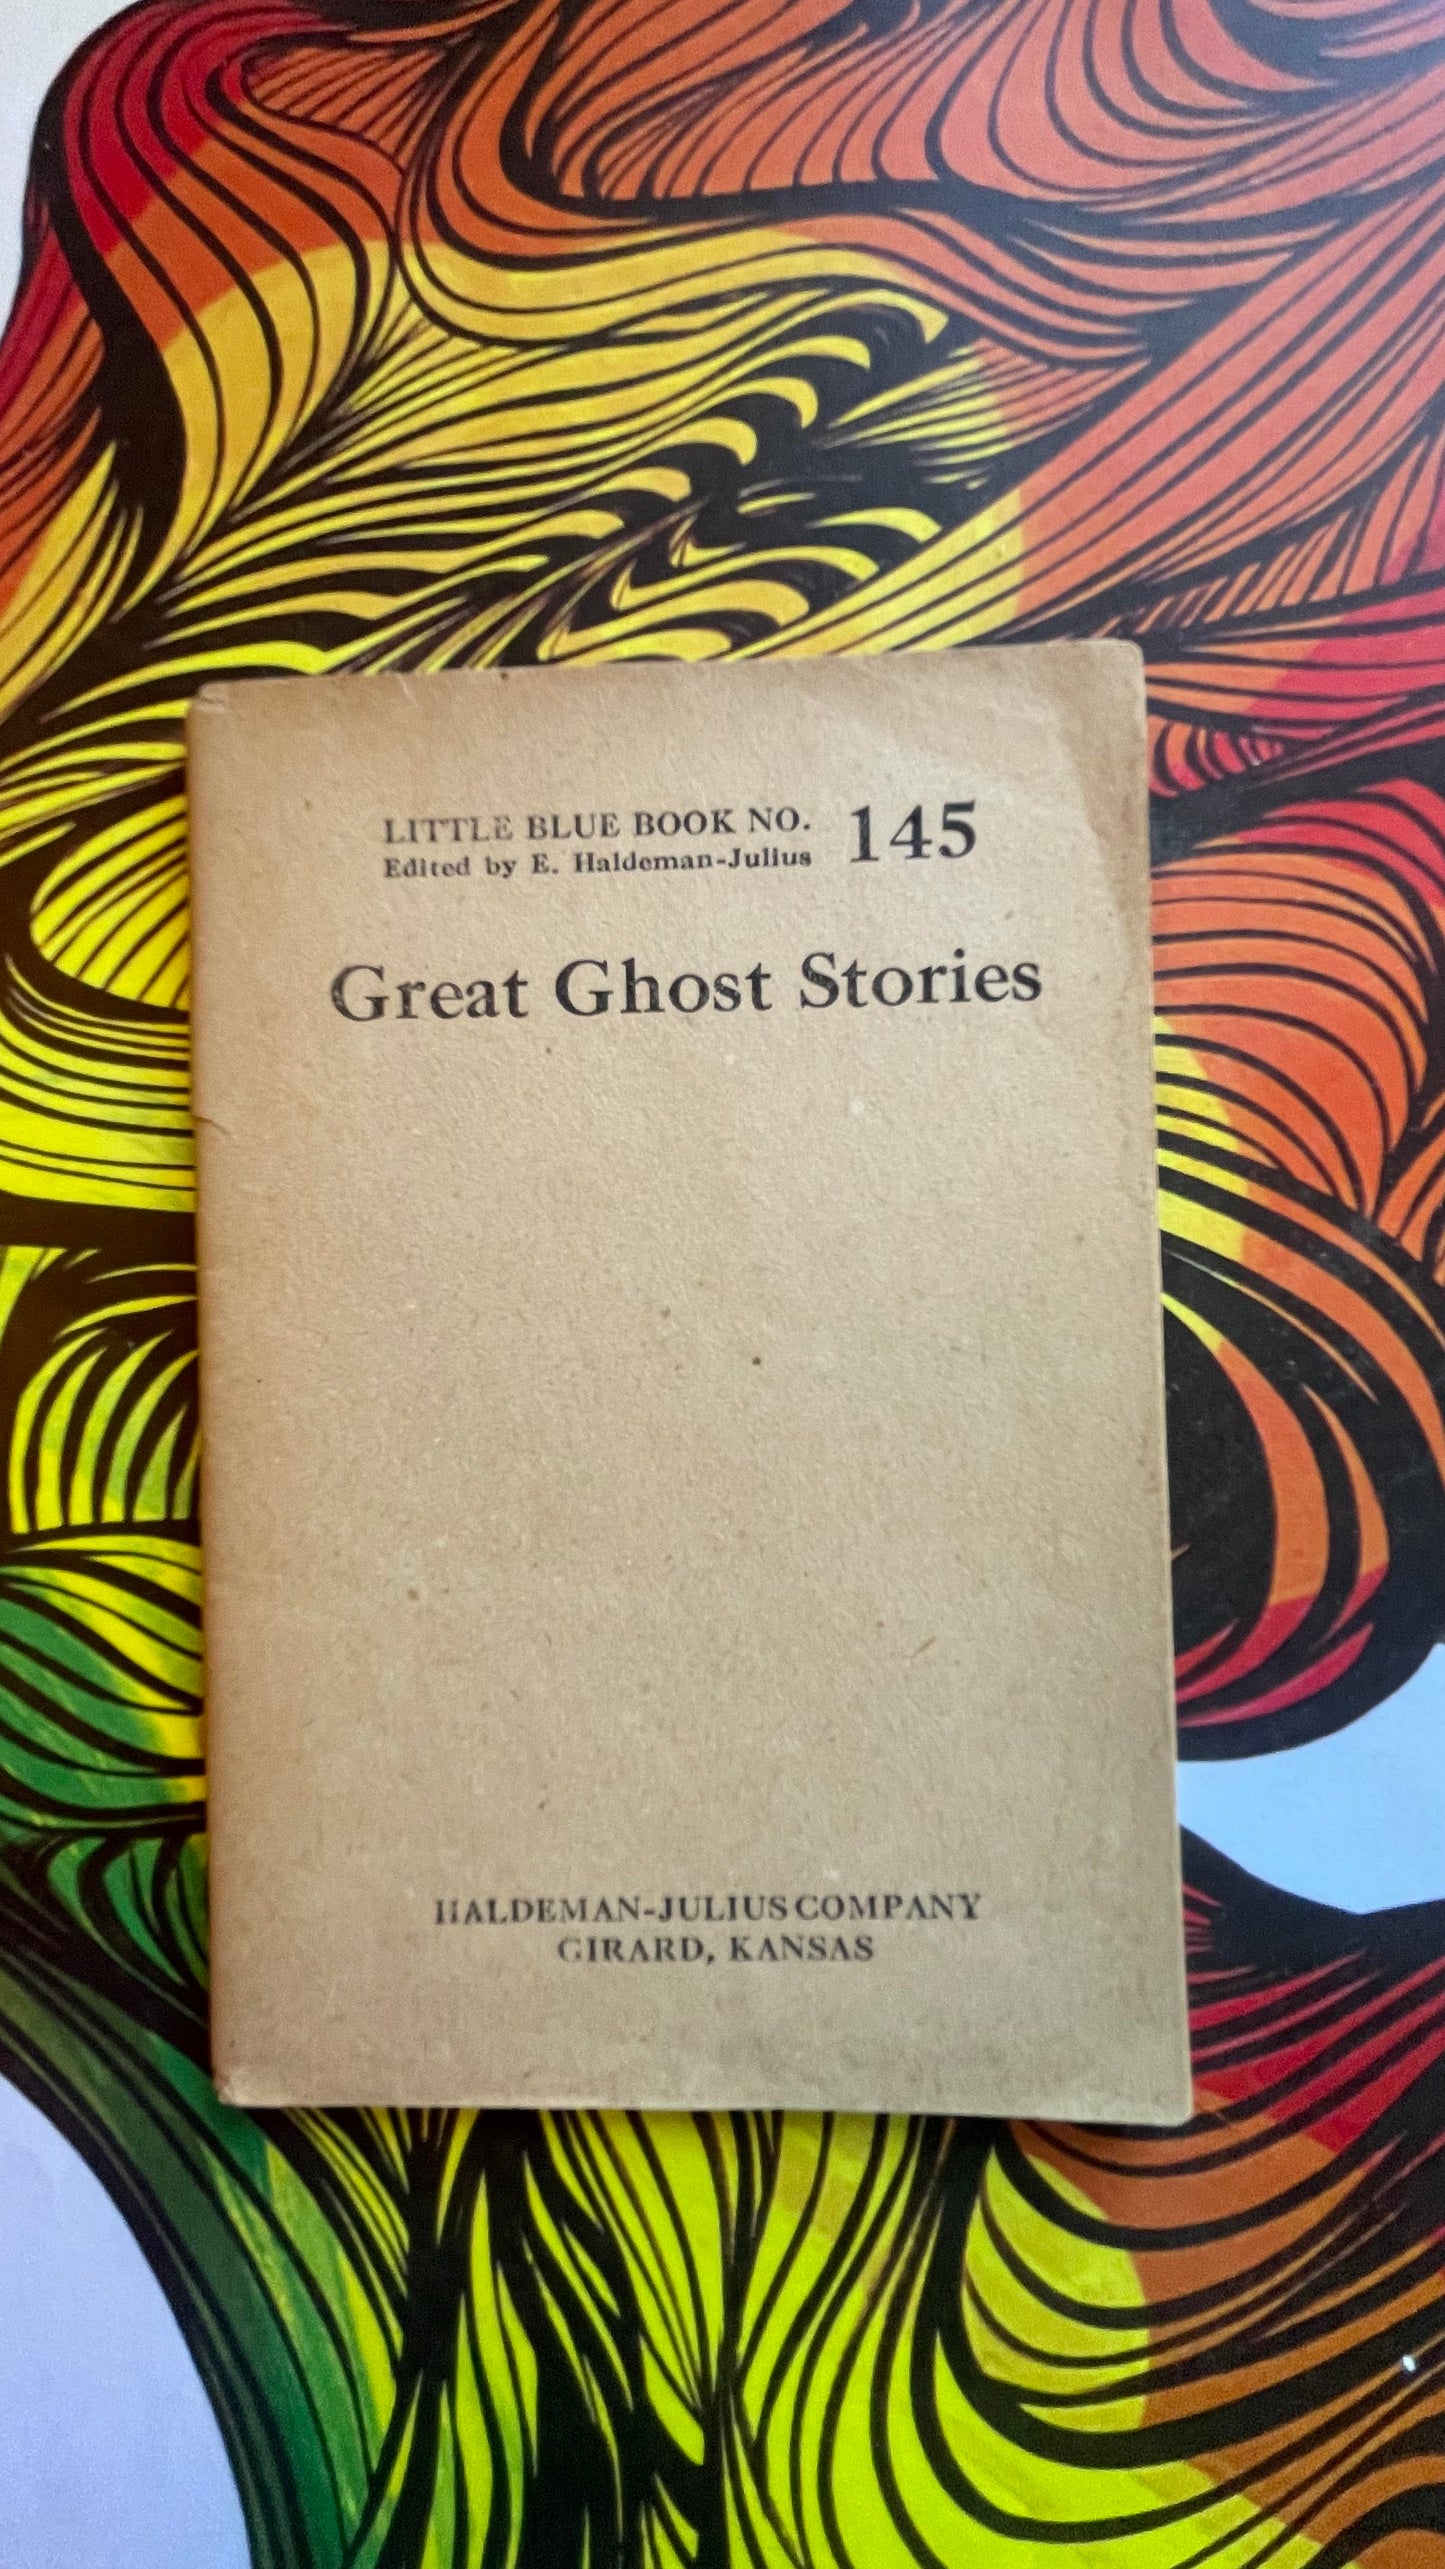 LITTLE BLUE BOOK NO. 145
Edited by E. Haldeman-Julius
Great Ghost Stories
HALDEMAN-JULIUS COMPANY
GIRARD, KANSAS